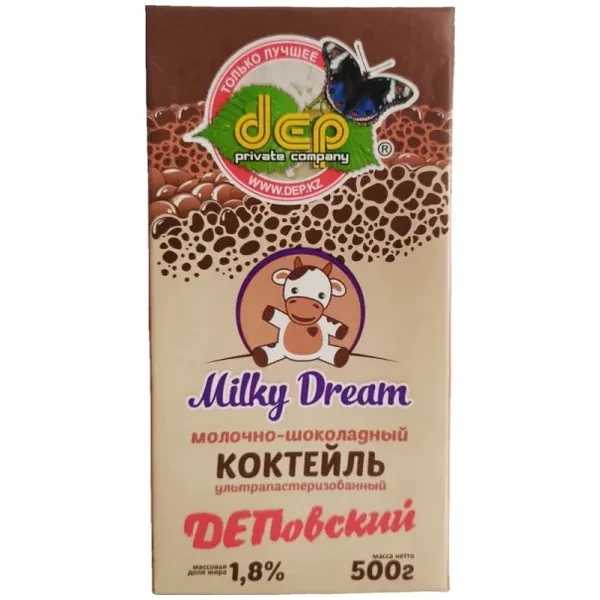 ТОЛЬКО ЛУЧШЕЕ
dep
private company
®
WWW.DEP.KZ
Milky Dream
молочно-шоколадный
КОКТЕЙЛЬ
ультрапастеризованный
ДЕПовский
массовая
доля жира 1,8%
масса нетто
500г